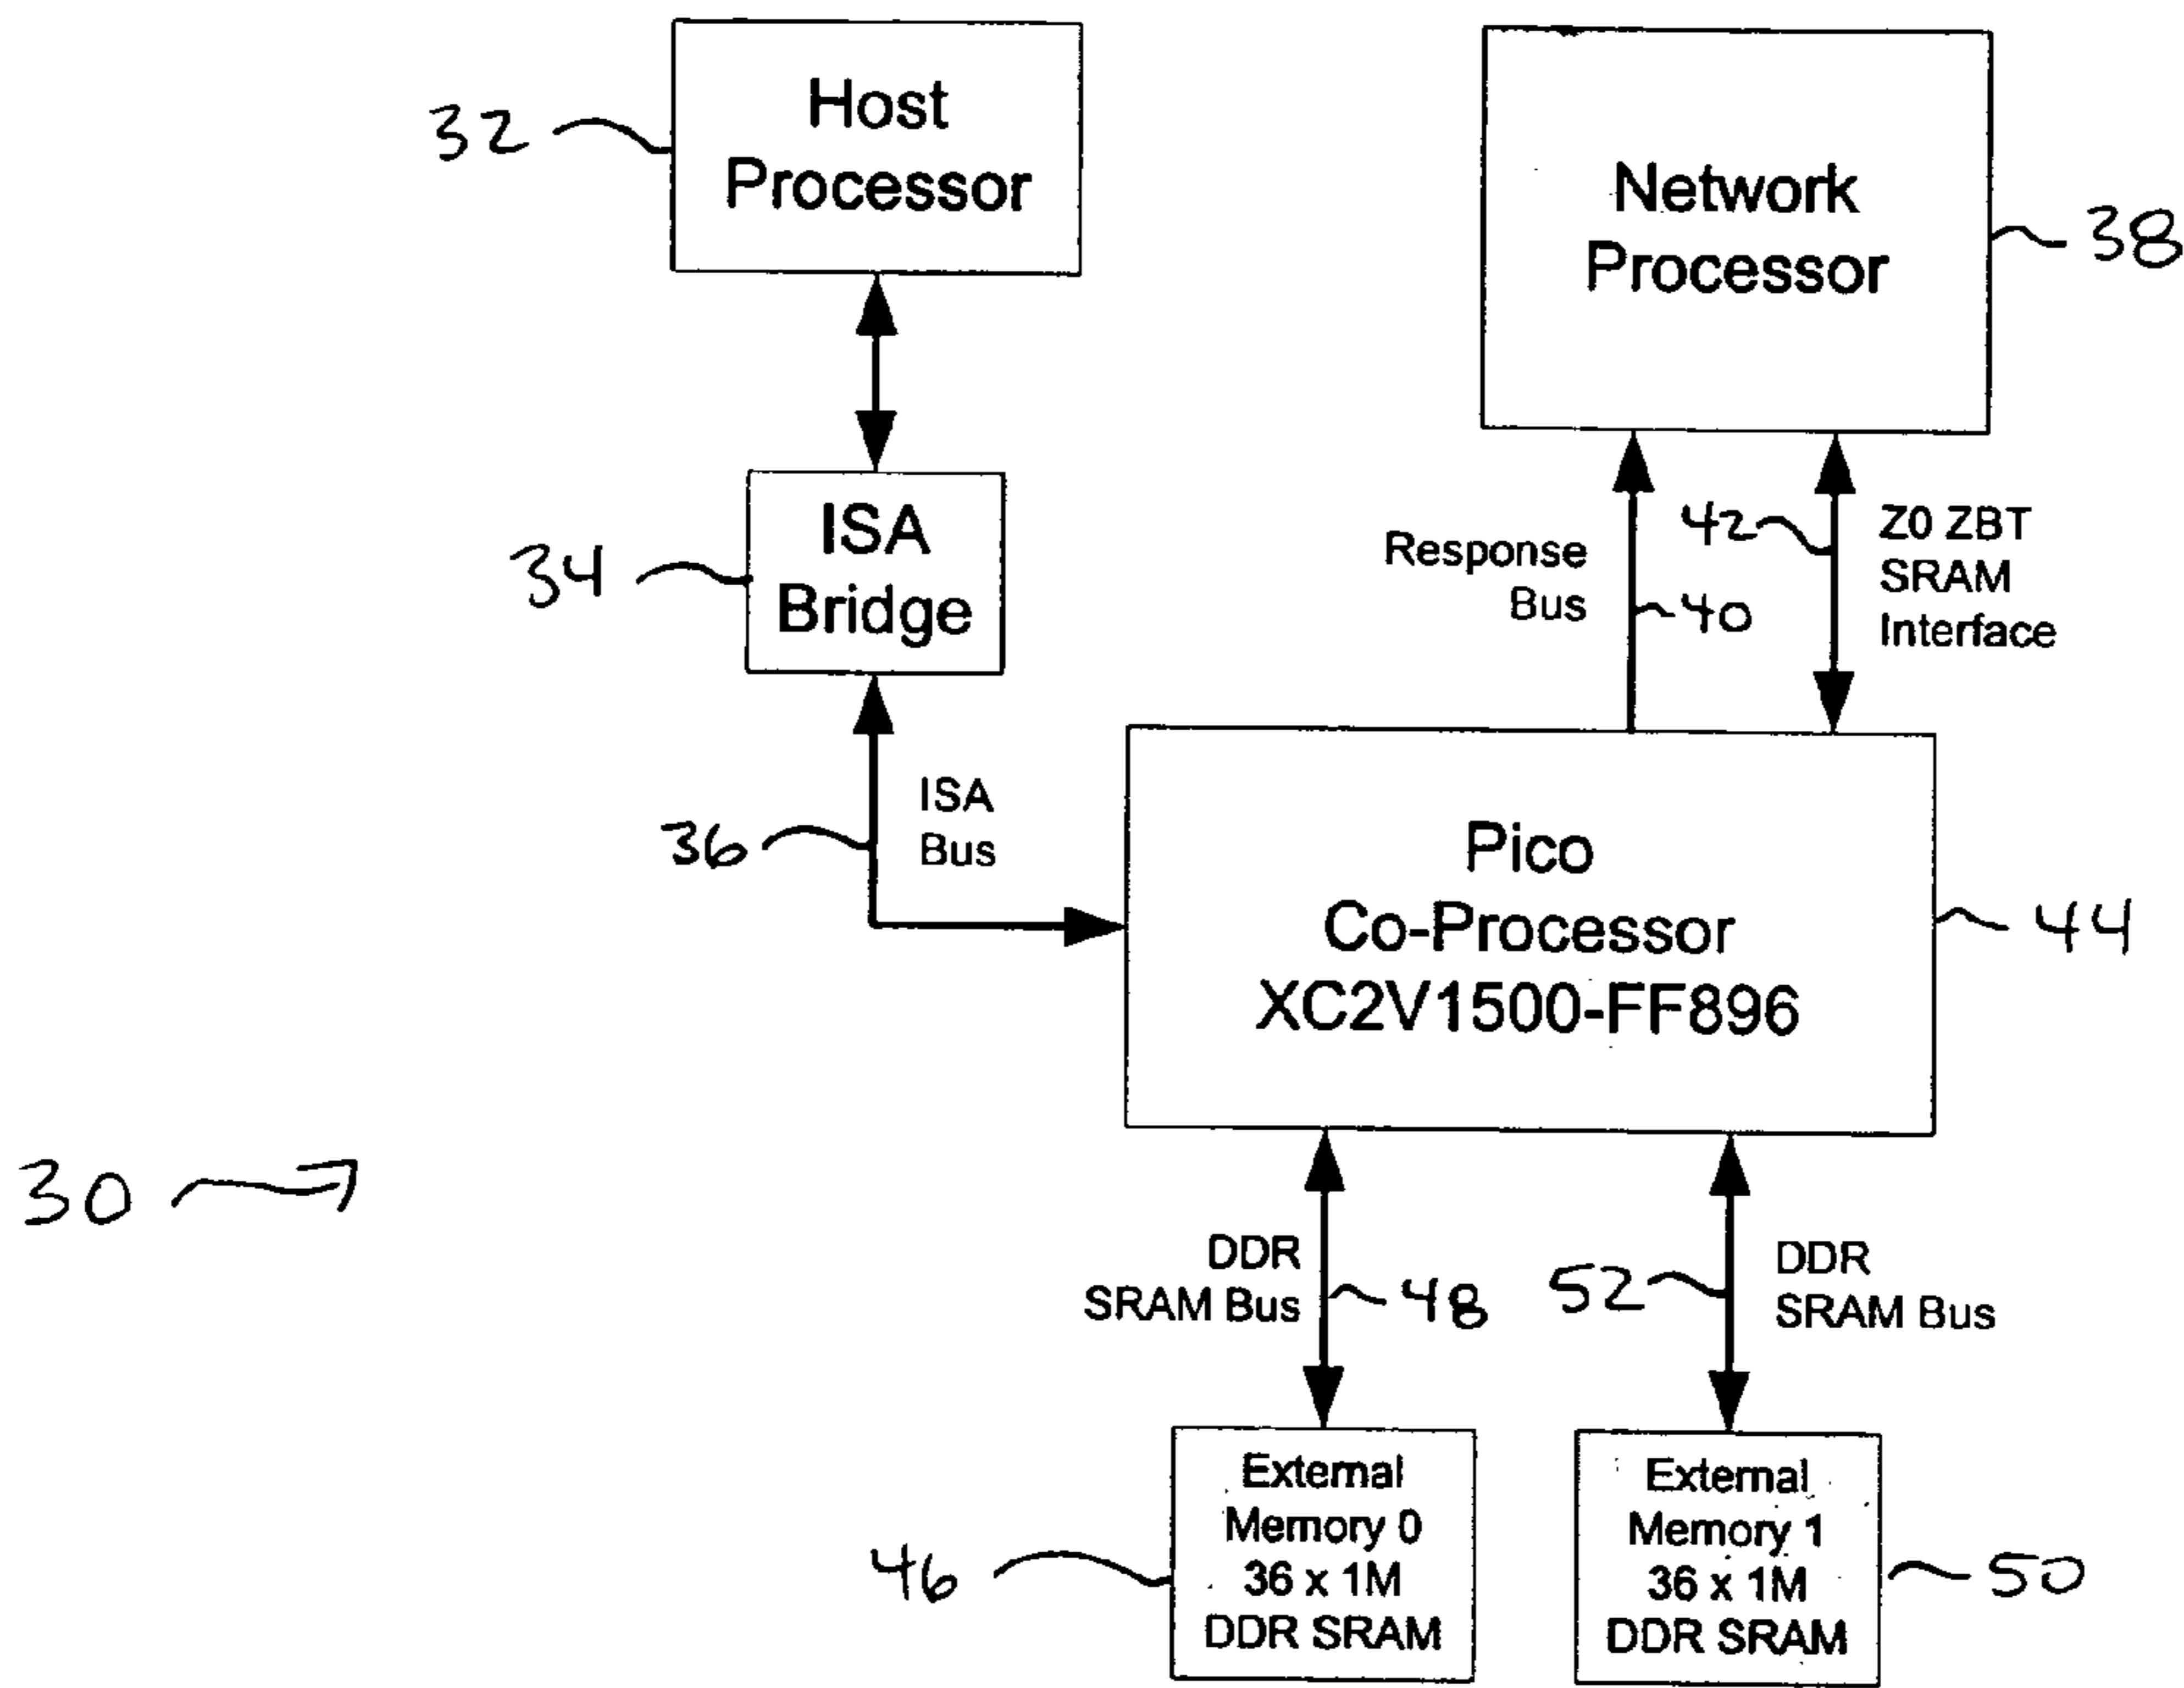 Host
Processor
32
Network
Processor
38
ISA
Bridge
34
Response
Bus
40
42
Z0 ZBT
SRAM
Interface
ISA
Bus
36
Pico
Co-Processor
XC2V1500-FF896
44
30
DDR
SRAM Bus
48
52
DDR
SRAM Bus
External
Memory 0
36 x 1M
DDR SRAM
46
External
Memory 1
36 x 1M
DDR SRAM
50